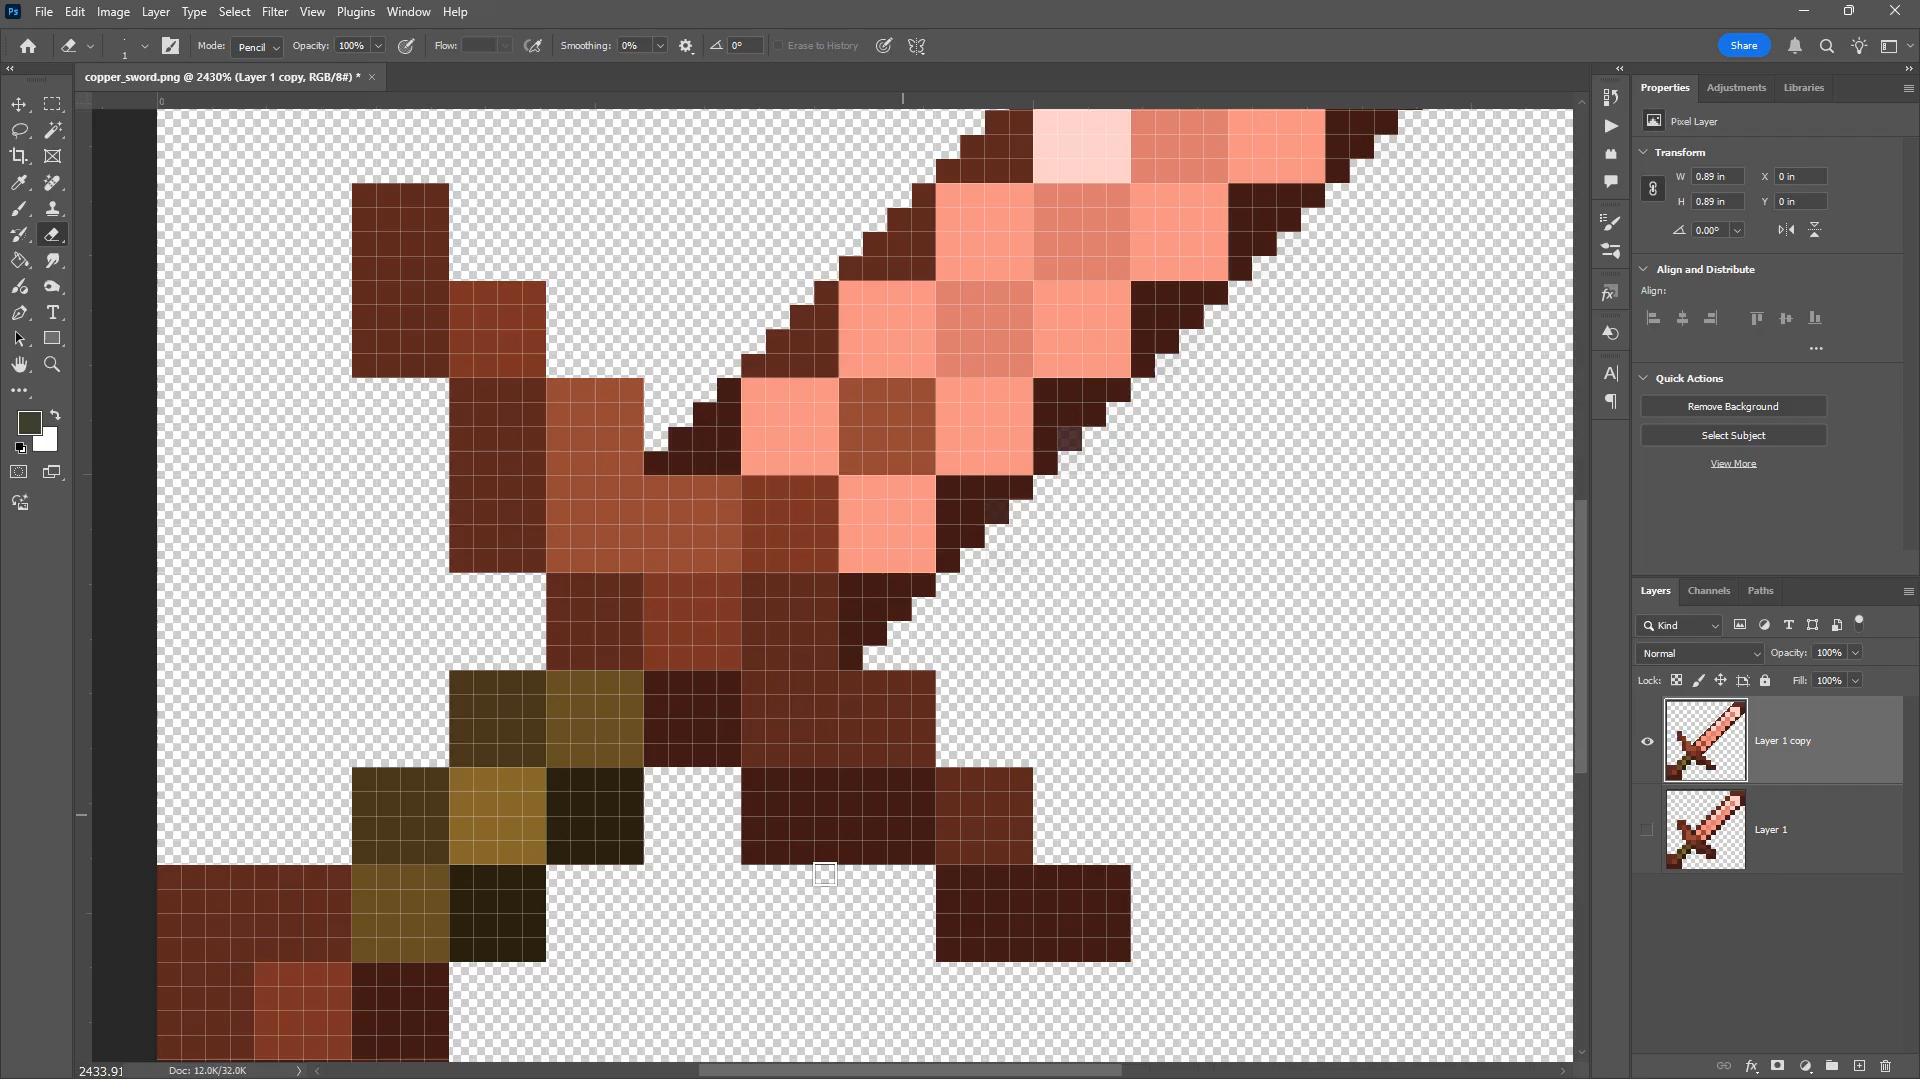 Ps File Edit Image Layer Type Select Filter View Plugins Window Help
1 Mode: Pencil Opacity: 100% Flow: Smoothing: 0% 0° Erase to History Share
copper_sword.png @ 2430% (Layer 1 copy, RGB/8#) *
0
Properties Adjustments Libraries
Pixel Layer
Transform
W 0.89 in X 0 in
H 0.89 in Y 0 in
0.00°
Align and Distribute
Align:
Quick Actions
Remove Background
Select Subject
View More
Layers Channels Paths
Kind
Normal Opacity: 100%
Lock: Fill: 100%
Layer 1 copy
Layer 1
2433.91 Doc: 12.0K/32.0K